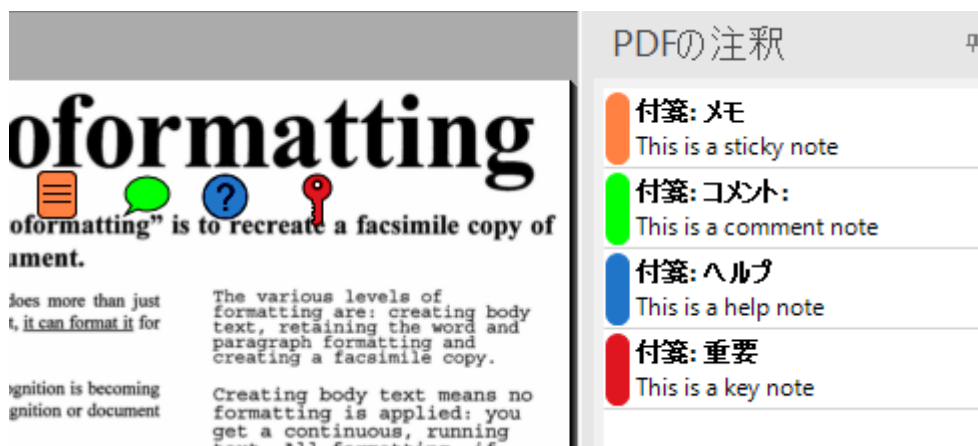 oformatting
oformatting” is to recreate a facsimile copy of
ument.
does more than just
t, it can format it for
ognition is becoming
gnition or document
The various levels of
formatting are: creating body
text, retaining the word and
paragraph formatting and
creating a facsimile copy.
Creating body text means no
formatting is applied: you
get a continuous, running
text. All formatting, if
PDFの注釈
付箋: メモ
This is a sticky note
付箋: コメント:
This is a comment note
付箋: ヘルプ
This is a help note
付箋: 重要
This is a key note